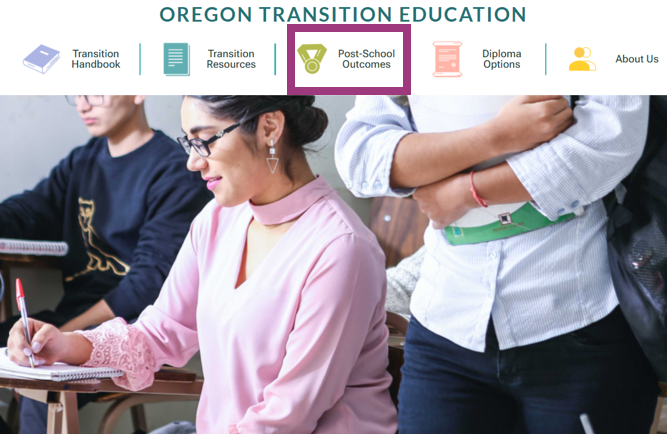 OREGON TRANSITION EDUCATION
Transition
Handbook
Transition
Resources
Post-School
Outcomes
Diploma
Options
About Us